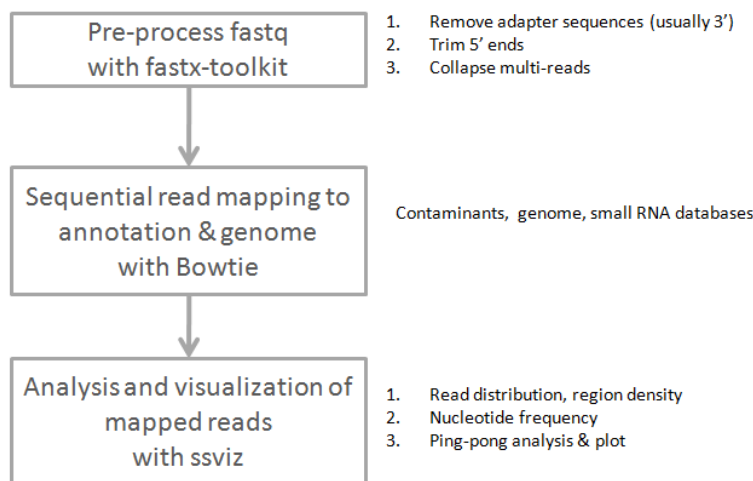 Pre-process fastq
with fastx-toolkit
1. Remove adapter sequences (usually 3’)
2. Trim 5’ ends
3. Collapse multi-reads
Sequential read mapping to
annotation & genome
with Bowtie
Contaminants, genome, small RNA databases
Analysis and visualization of
mapped reads
with ssviz
1. Read distribution, region density
2. Nucleotide frequency
3. Ping-pong analysis & plot